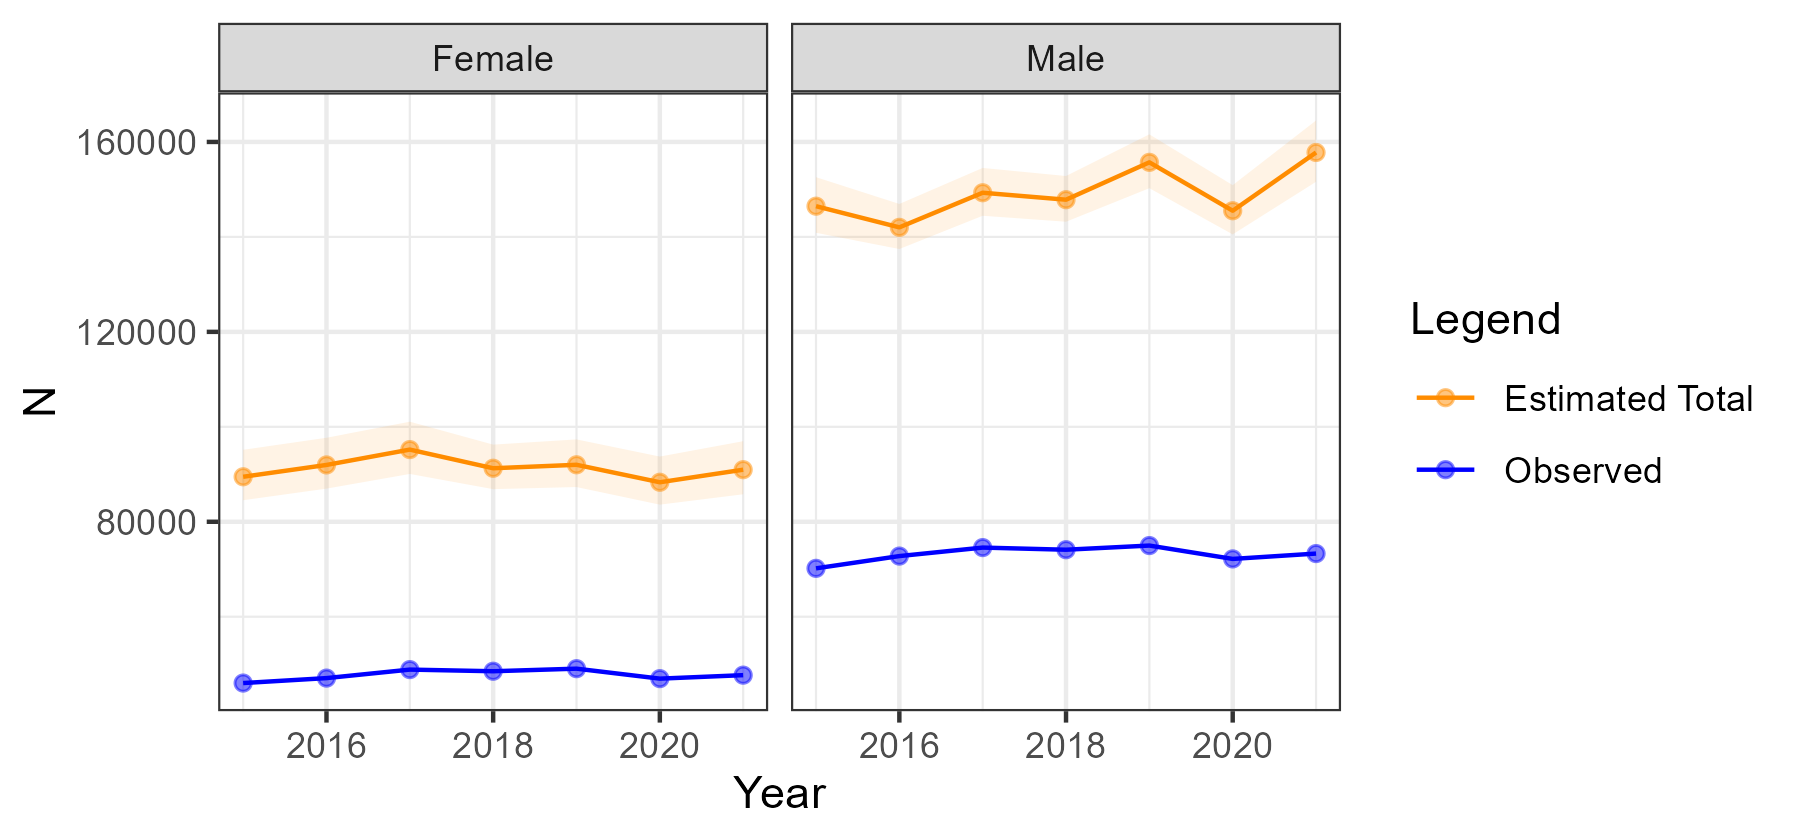 Female
Male
160000
120000
80000
N
2016
2018
2020
2016
2018
2020
Year
Legend
Estimated Total
Observed